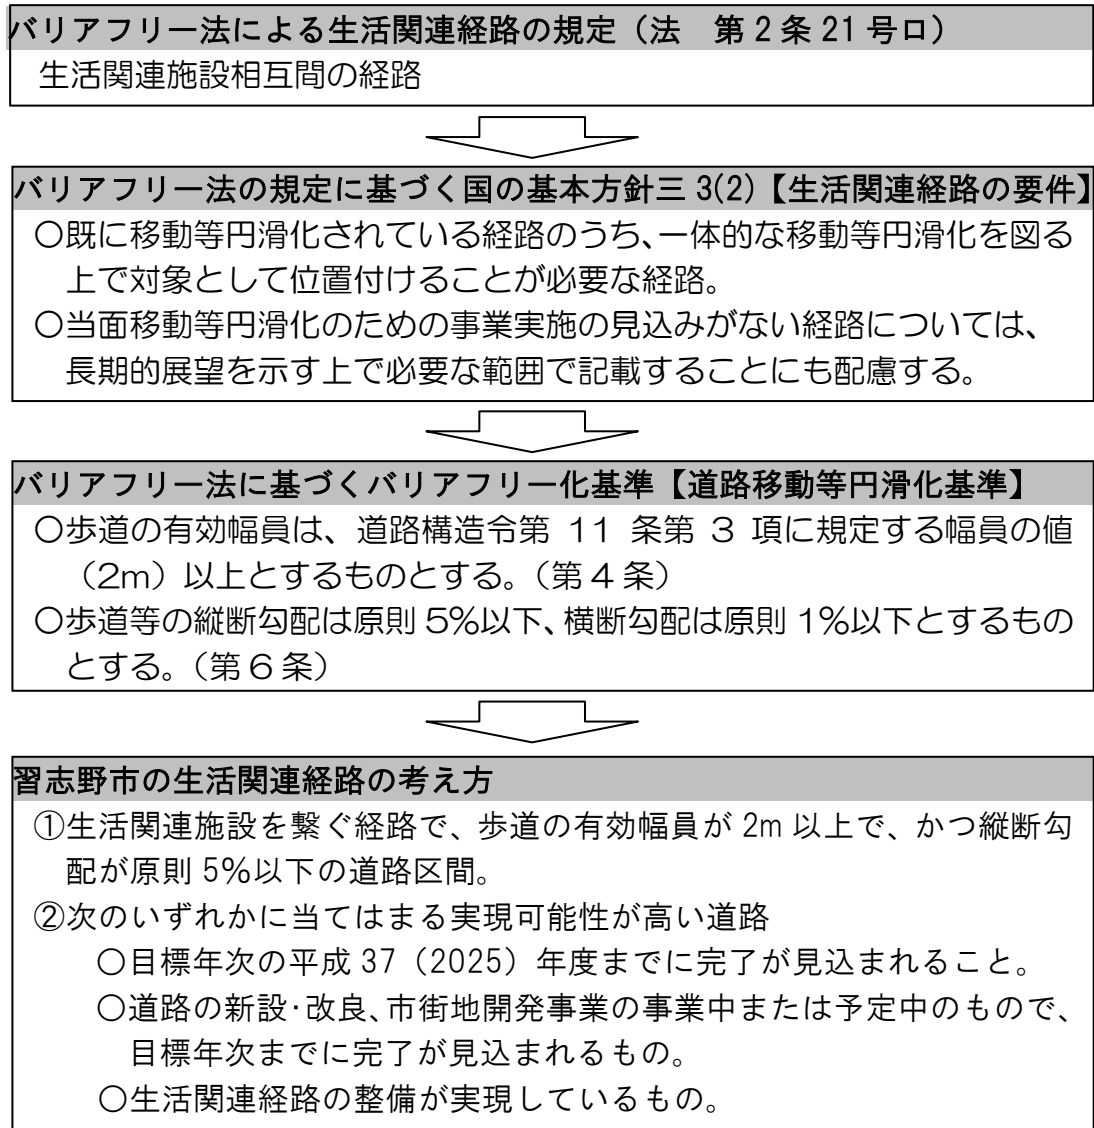 バリアフリー法による生活関連経路の規定（法　第2条21号ロ）
生活関連施設相互間の経路
バリアフリー法の規定に基づく国の基本方針三 3(2)【生活関連経路の要件】
○既に移動等円滑化されている経路のうち、一体的な移動等円滑化を図る
上で対象として位置付けることが必要な経路。
○当面移動等円滑化のための事業実施の見込みがない経路については、
長期的展望を示す上で必要な範囲で記載することにも配慮する。
バリアフリー法に基づくバリアフリー化基準【道路移動等円滑化基準】
○歩道の有効幅員は、道路構造令第 11 条第 3 項に規定する幅員の値
（2m）以上とするものとする。（第4条）
○歩道等の縦断勾配は原則 5%以下、横断勾配は原則 1%以下とするもの
とする。（第6条）
習志野市の生活関連経路の考え方
①生活関連施設を繋ぐ経路で、歩道の有効幅員が 2m 以上で、かつ縦断勾
配が原則 5%以下の道路区間。
②次のいずれかに当てはまる実現可能性が高い道路
○目標年次の平成 37（2025）年度までに完了が見込まれること。
○道路の新設・改良、市街地開発事業の事業中または予定中のもので、
目標年次までに完了が見込まれるもの。
○生活関連経路の整備が実現しているもの。